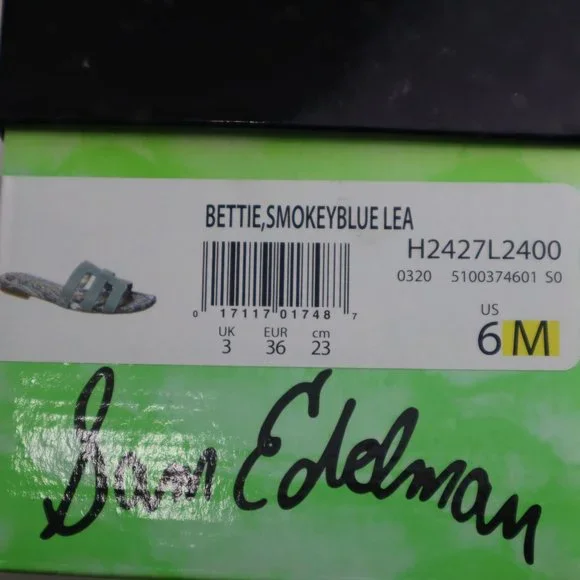 BETTIE,SMOKEYBLUE LEA
H2427L2400
0320 5100374601 S0
0 17117 01748 7
UK EUR cm
3 36 23
US
6 M
Sam Edelman